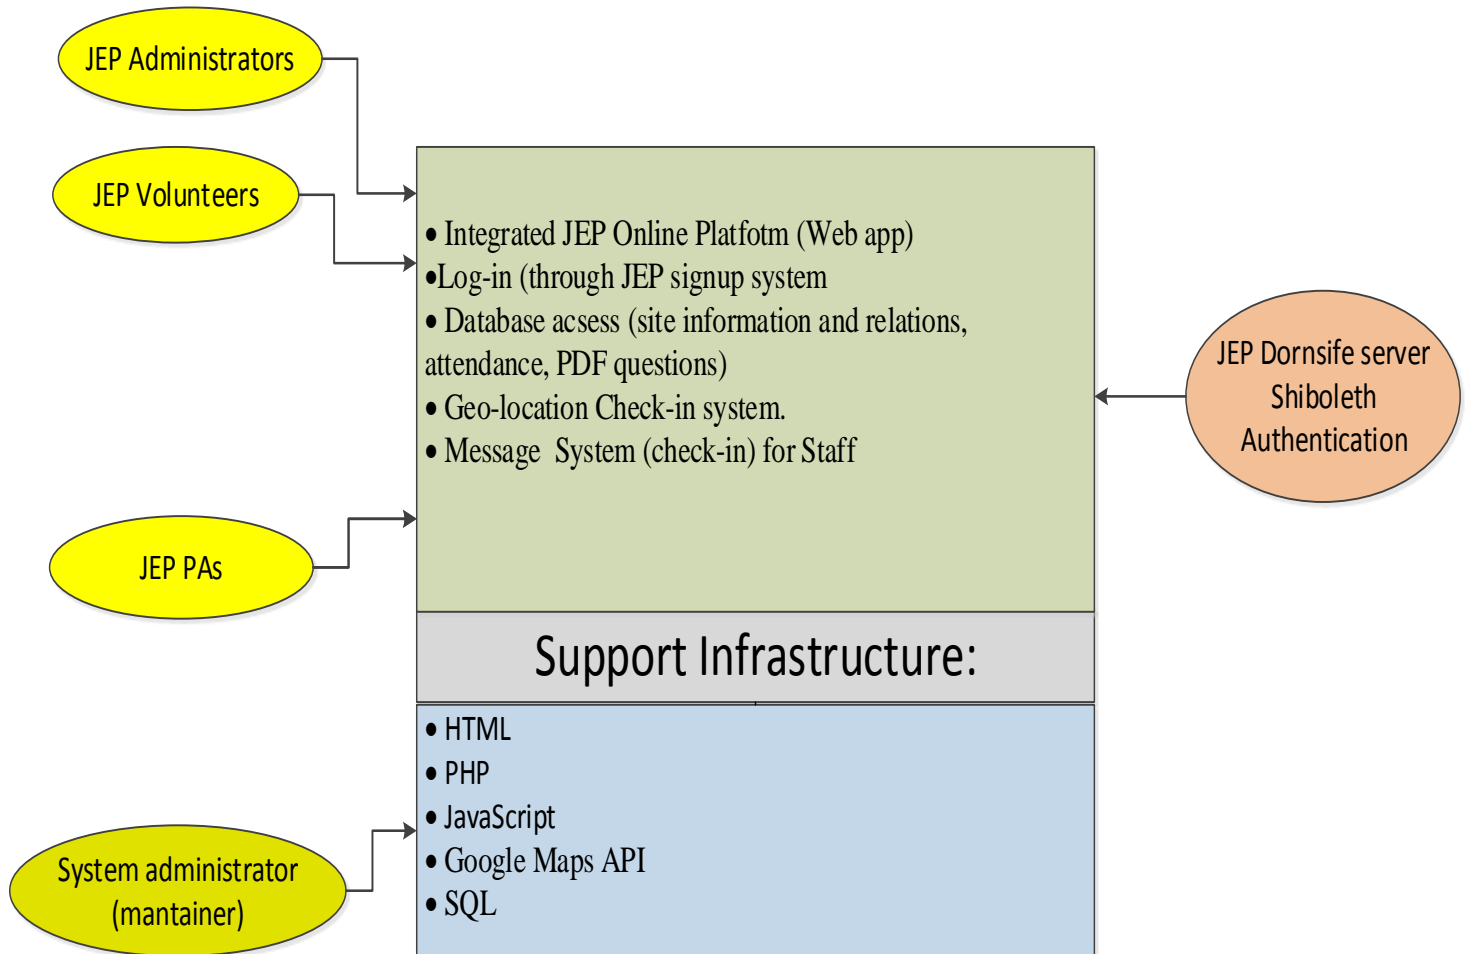 JEP Administrators
JEP Volunteers
• Integrated JEP Online Platfotm (Web app)
•Log-in (through JEP signup system
• Database acsess (site information and relations,
attendance, PDF questions)
• Geo-location Check-in system.
• Message System (check-in) for Staff
JEP Dornsife server
Shiboleth
Authentication
JEP PAs
Support Infrastructure:
• HTML
• PHP
• JavaScript
• Google Maps API
• SQL
System administrator
(mantainer)